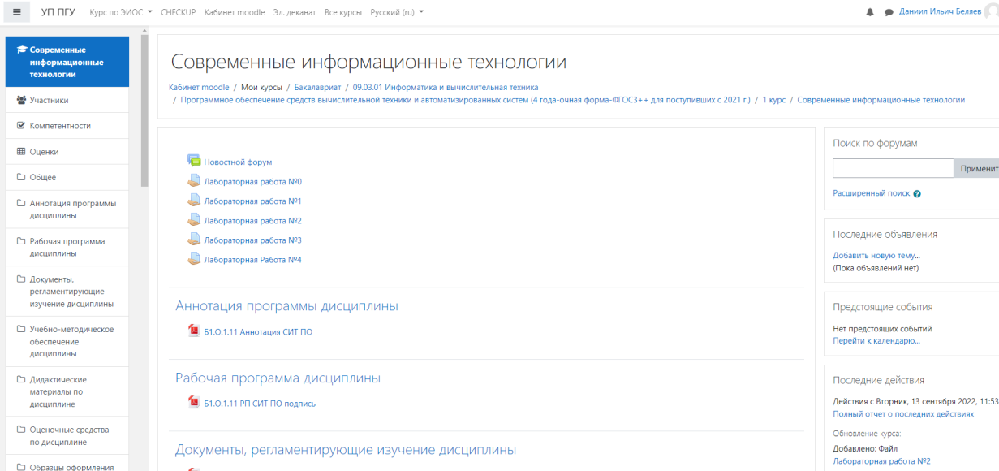 УП ПГУ Курс по ЭИОС CHECKUP Кабинет moodle Эл. деканат Все курсы Русский (ru) Даниил Ильич Беляев
Современные
информационные
технологии
Участники
Компетентности
Оценки
Общее
Аннотация программы
дисциплины
Рабочая программа
дисциплины
Документы,
регламентирующие
изучение дисциплины
Учебно-методическое
обеспечение
дисциплины
Дидактические
материалы по
дисциплине
Оценочные средства
по дисциплине
Образцы оформления
Современные информационные технологии
Кабинет moodle / Мои курсы / Бакалавриат / 09.03.01 Информатика и вычислительная техника
/ Программное обеспечение средств вычислительной техники и автоматизированных систем (4 года-очная форма-ФГОС3++ для поступивших с 2021 г.) / 1 курс / Современные информационные технологии
Новостной форум
Лабораторная работа №0
Лабораторная работа №1
Лабораторная работа №2
Лабораторная работа №3
Лабораторная Работа №4
Аннотация программы дисциплины
Б1.О.1.11 Аннотация СИТ ПО
Рабочая программа дисциплины
Б1.О.1.11 РП СИТ ПО подпись
Документы, регламентирующие изучение дисциплины
Поиск по форумам
Применит
Расширенный поиск
Последние объявления
Добавить новую тему...
(Пока объявлений нет)
Предстоящие события
Нет предстоящих событий
Перейти к календарю...
Последние действия
Действия с Вторник, 13 сентября 2022, 11:53
Полный отчет о последних действиях
Обновление курса:
Добавлено: Файл
Лабораторная работа №2